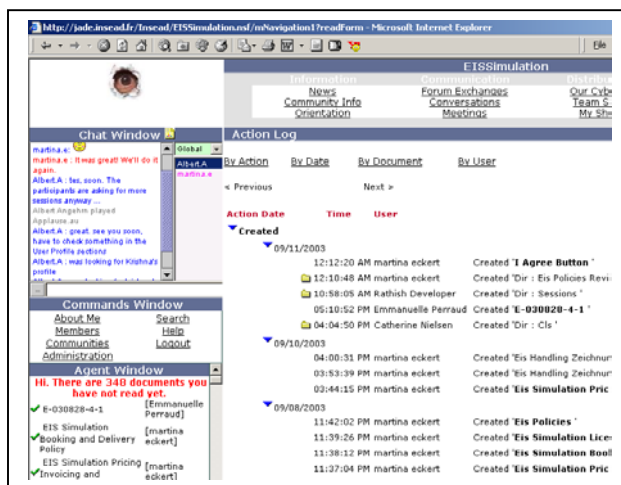 http://jade.insead.fr/Insead/EISSimulation.nsf/mNavigation1?readForm - Microsoft Internet Explorer
File
EISSimulation
Information Communication Distribu
News Forum Exchanges Our Cyb
Community Info Conversations Team S
Orientation Meetings My Sh
Chat Window
martina.e:
martina.e : It was great! We'll do it
again.
Albert.A : tes, soon. The
participants are asking for more
sessions anyway ...
Albert Angehrn played
Applause.au
Albert.A : great. see you soon,
have to check something in the
User Profile sections
Albert.A : was looking for Krishna's
profile
Global
Albert.A
martina.e
Commands Window
About Me Search
Members Help
Communities Logout
Administration
Agent Window
Hi. There are 348 documents you
have not read yet.
E-030828-4-1 [Emmanuelle
Perraud]
EIS Simulation
Booking and Delivery
Policy [martina
eckert]
EIS Simulation Pricing
Invoicing and [martina
eckert]
Action Log
By Action By Date By Document By User
< Previous Next >
Action Date Time User
Created
09/11/2003
12:12:20 AM martina eckert Created 'I Agree Button '
12:10:48 AM martina eckert Created 'Dir : Eis Policies Revi
10:58:05 AM Rathish Developer Created 'Dir : Sessions '
05:10:52 PM Emmanuelle Perraud Created 'E-030828-4-1 '
04:04:50 PM Catherine Nielsen Created 'Dir : Cls '
09/10/2003
04:00:31 PM martina eckert Created 'Eis Handling Zeichnur
03:53:39 PM martina eckert Created 'Eis Handling Zeichnur
03:44:15 PM martina eckert Created 'Eis Simulation Pric
09/08/2003
11:42:02 PM martina eckert Created 'Eis Policies '
11:39:26 PM martina eckert Created 'Eis Simulation Lice
11:38:12 PM martina eckert Created 'Eis Simulation Bool
11:37:04 PM martina eckert Created 'Eis Simulation Pric